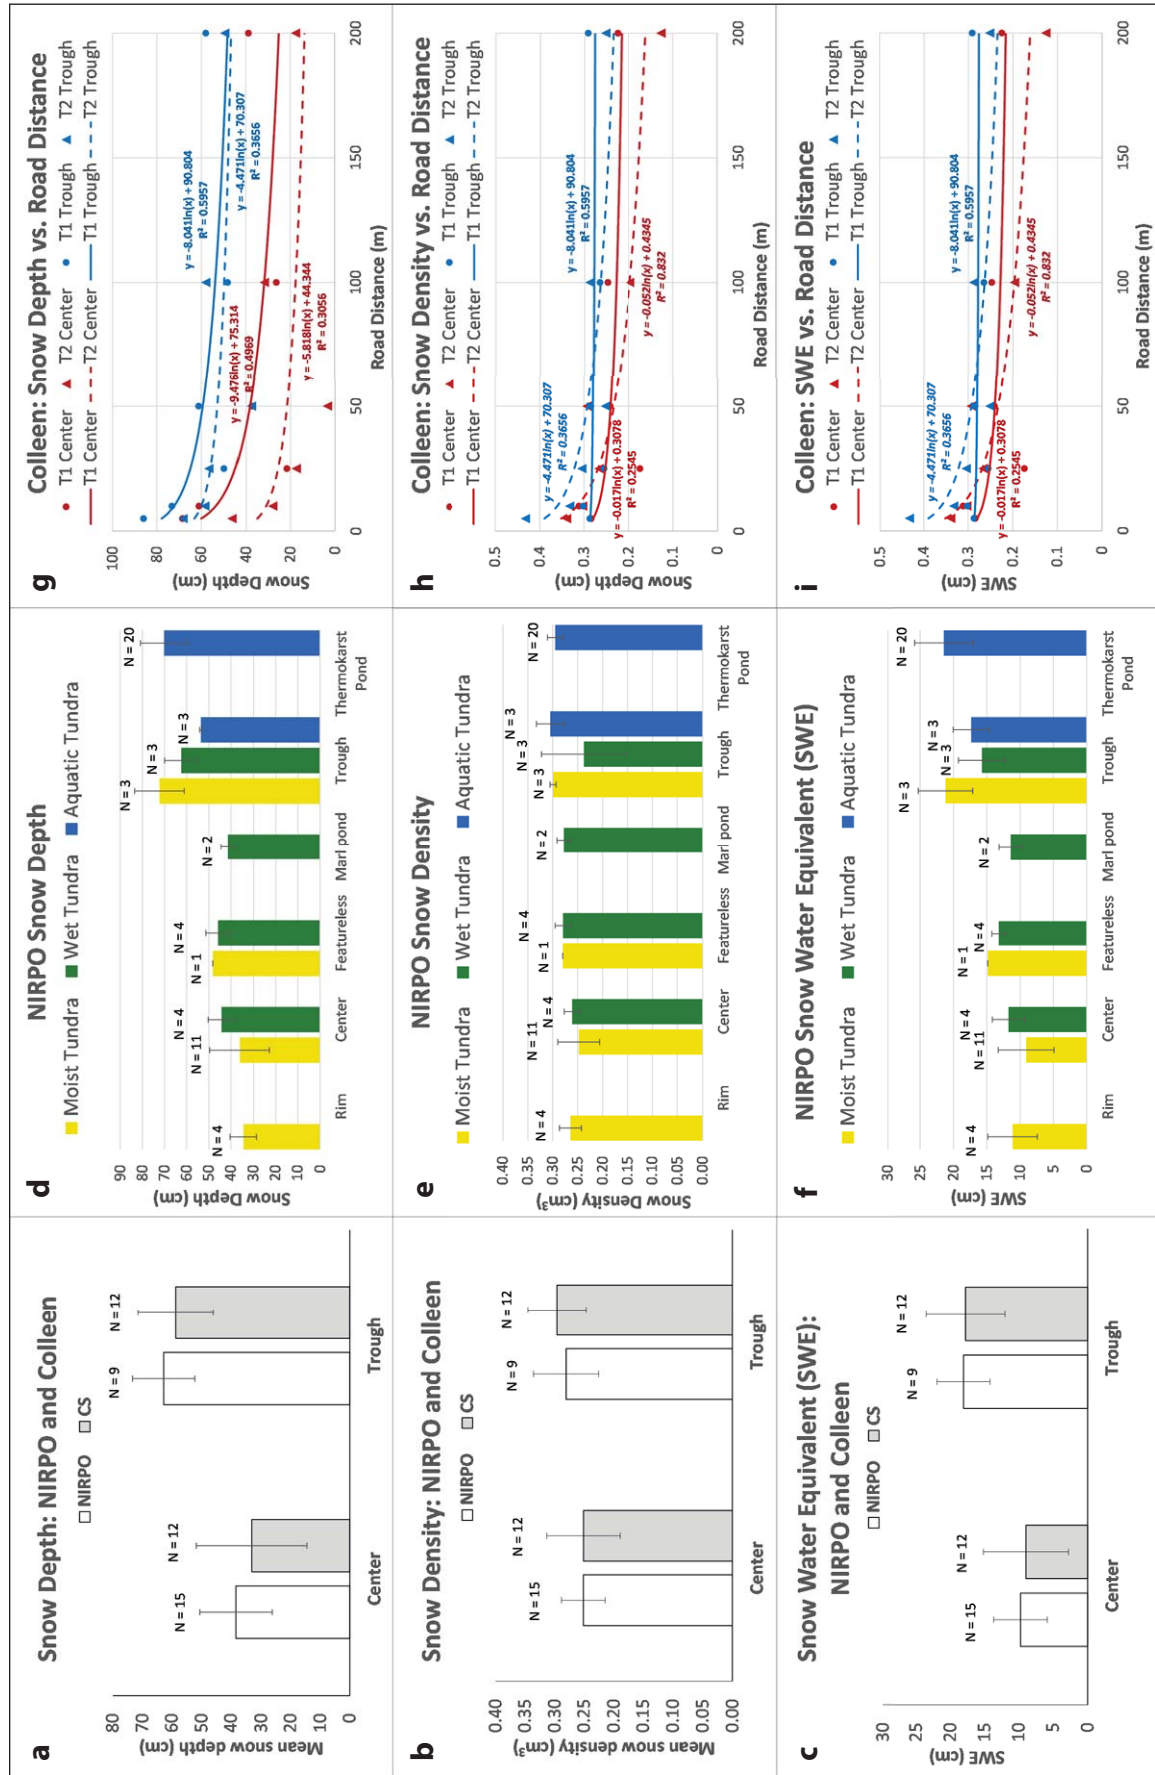 a
Snow Depth: NIRPO and Colleen
NIRPO CS
Mean snow depth (cm)
80
70
60
50
40
30
20
10
0
N = 15
N = 12
N = 9
N = 12
Center Trough
b
Snow Density: NIRPO and Colleen
NIRPO CS
Mean snow density (cm³)
0.40
0.35
0.30
0.25
0.20
0.15
0.10
0.05
0.00
N = 15
N = 12
N = 9
N = 12
Center Trough
c
Snow Water Equivalent (SWE):
NIRPO and Colleen
NIRPO CS
SWE (cm)
30
25
20
15
10
5
0
N = 15
N = 12
N = 9
N = 12
Center Trough
d
NIRPO Snow Depth
Moist Tundra Wet Tundra Aquatic Tundra
Snow Depth (cm)
90
80
70
60
50
40
30
20
10
0
N = 4
N = 11
N = 4
N = 1
N = 4
N = 2
N = 3
N = 3
N = 3
N = 20
Rim Center Featureless Marl pond Trough Thermokarst
Pond
e
NIRPO Snow Density
Moist Tundra Wet Tundra Aquatic Tundra
Snow Density (cm³)
0.40
0.35
0.30
0.25
0.20
0.15
0.10
0.05
0.00
N = 4
N = 11
N = 4
N = 1
N = 4
N = 2
N = 3
N = 3
N = 3
N = 20
Rim Center Featureless Marl pond Trough Thermokarst
Pond
f
NIRPO Snow Water Equivalent (SWE)
Moist Tundra Wet Tundra Aquatic Tundra
SWE (cm)
30
25
20
15
10
5
0
N = 4
N = 11
N = 4
N = 1
N = 4
N = 2
N = 3
N = 3
N = 3
N = 20
Rim Center Featureless Marl pond Trough Thermokarst
Pond
g
Colleen: Snow Depth vs. Road Distance
T1 Center T2 Center T1 Trough T2 Trough
T1 Center T2 Center T1 Trough T2 Trough
Snow Depth (cm)
100
80
60
40
20
0
y = -8.041ln(x) + 90.804
R² = 0.5957
y = -4.471ln(x) + 70.307
R² = 0.3656
y = -9.476ln(x) + 75.314
R² = 0.4969
y = -5.818ln(x) + 44.344
R² = 0.3056
0 50 100 150 200
Road Distance (m)
h
Colleen: Snow Density vs. Road Distance
T1 Center T2 Center T1 Trough T2 Trough
T1 Center T2 Center T1 Trough T2 Trough
Snow Depth (cm)
0.5
0.4
0.3
0.2
0.1
0
y = -4.471ln(x) + 70.307
R² = 0.3656
y = -8.041ln(x) + 90.804
R² = 0.5957
y = -0.017ln(x) + 0.3078
R² = 0.2545
y = -0.052ln(x) + 0.4345
R² = 0.832
0 50 100 150 200
Road Distance (m)
i
Colleen: SWE vs. Road Distance
T1 Center T2 Center T1 Trough T2 Trough
T1 Center T2 Center T1 Trough T2 Trough
SWE (cm)
0.5
0.4
0.3
0.2
0.1
0
y = -4.471ln(x) + 70.307
R² = 0.3656
y = -8.041ln(x) + 90.804
R² = 0.5957
y = -0.017ln(x) + 0.3078
R² = 0.2545
y = -0.052ln(x) + 0.4345
R² = 0.832
0 50 100 150 200
Road Distance (m)